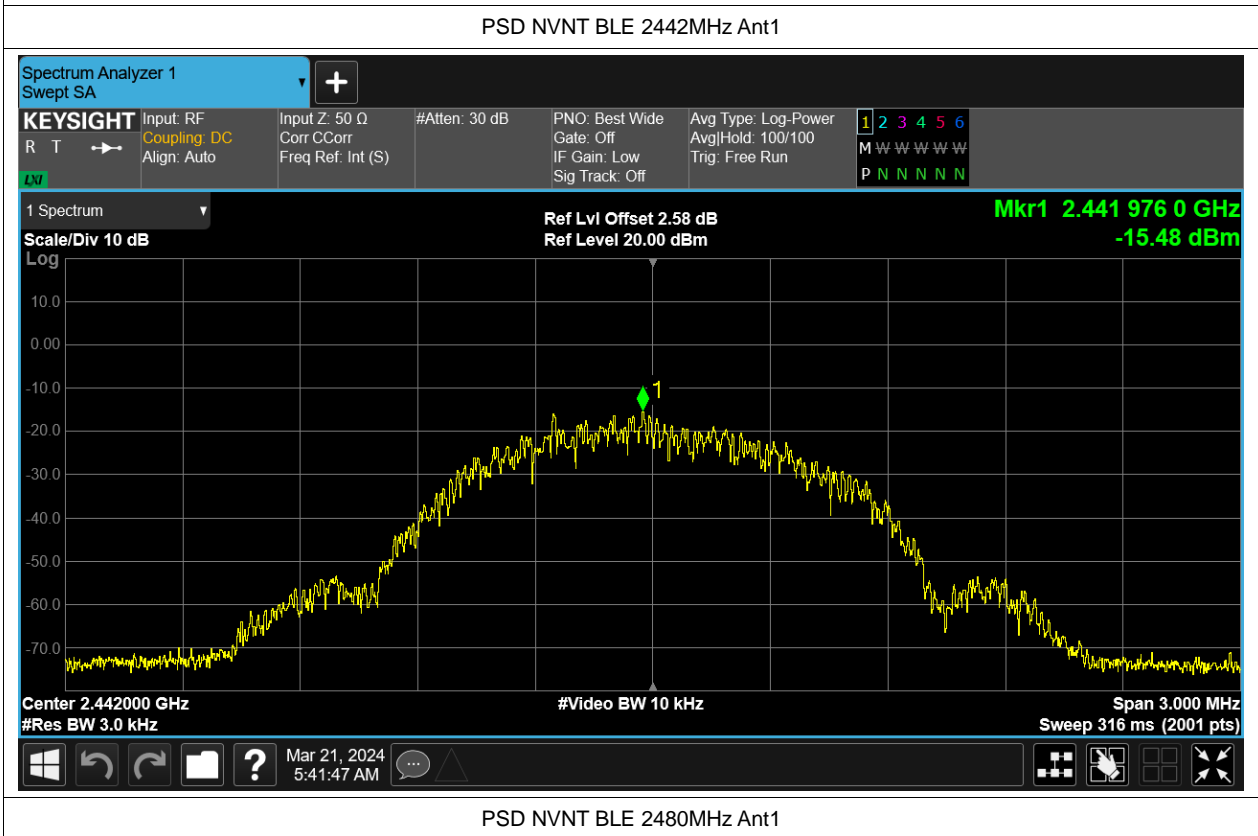 PSD NVNT BLE 2442MHz Ant1
Spectrum Analyzer 1
Swept SA
KEYSIGHT
R T
LXI
Input: RF
Coupling: DC
Align: Auto
Input Z: 50 Ω
Corr CCorr
Freq Ref: Int (S)
#Atten: 30 dB
PNO: Best Wide
Gate: Off
IF Gain: Low
Sig Track: Off
Avg Type: Log-Power
Avg|Hold: 100/100
Trig: Free Run
1 2 3 4 5 6
M W W W W W
P N N N N N
1 Spectrum
Scale/Div 10 dB
Ref Lvl Offset 2.58 dB
Ref Level 20.00 dBm
Mkr1 2.441 976 0 GHz
-15.48 dBm
Log
10.0
0.00
-10.0
-20.0
-30.0
-40.0
-50.0
-60.0
-70.0
1
Center 2.442000 GHz
#Video BW 10 kHz
Span 3.000 MHz
#Res BW 3.0 kHz
Sweep 316 ms (2001 pts)
?
Mar 21, 2024
5:41:47 AM
PSD NVNT BLE 2480MHz Ant1